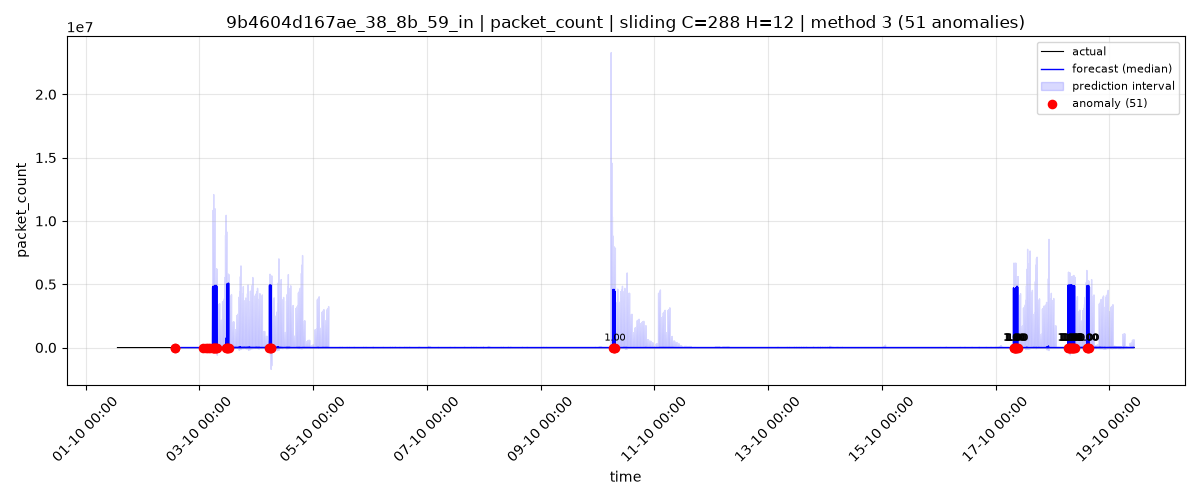 9b4604d167ae_38_8b_59_in | packet_count | sliding C=288 H=12 | method 3 (51 anomalies)
1e7
actual
forecast (median)
prediction interval
anomaly (51)
2.0
1.5
1.0
0.5
0.0
packet_count
1.00
01-10 00:00
03-10 00:00
05-10 00:00
07-10 00:00
09-10 00:00
11-10 00:00
13-10 00:00
15-10 00:00
17-10 00:00
19-10 00:00
time